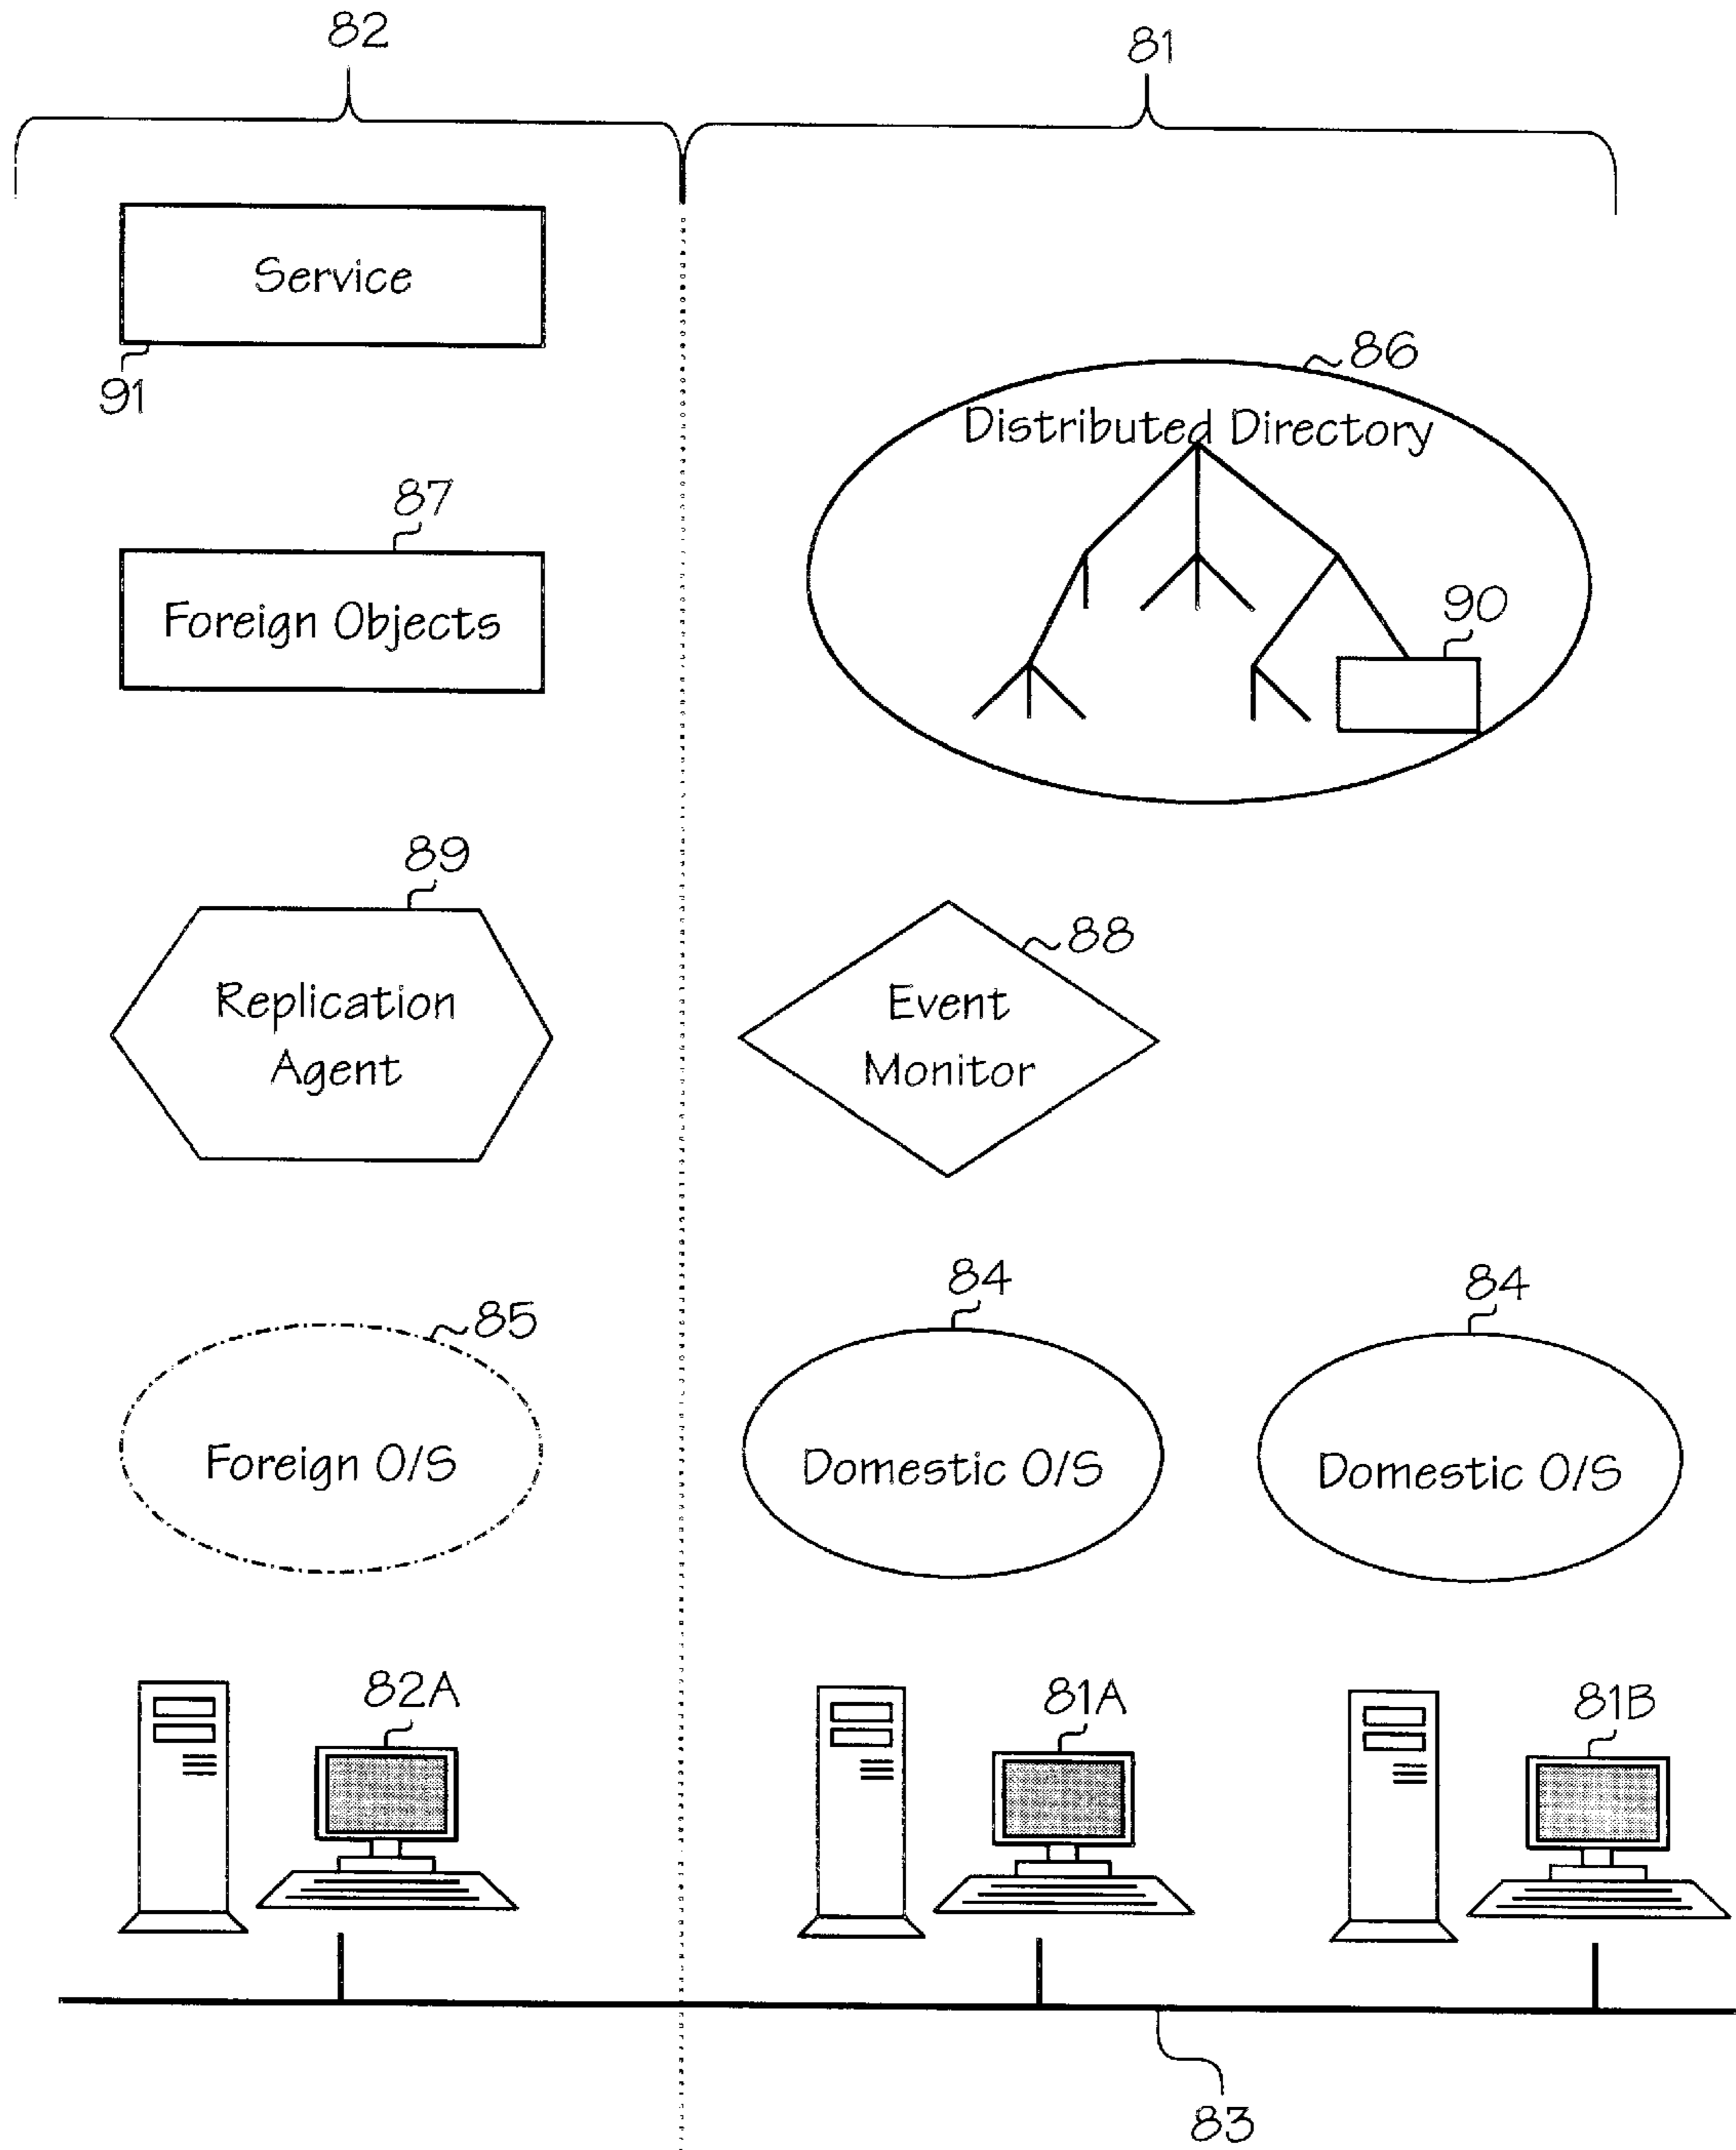 82
81
Service
91
86
Distributed Directory
87
Foreign Objects
90
89
Replication
Agent
88
Event
Monitor
85
Foreign O/S
84
Domestic O/S
84
Domestic O/S
82A
81A
81B
83